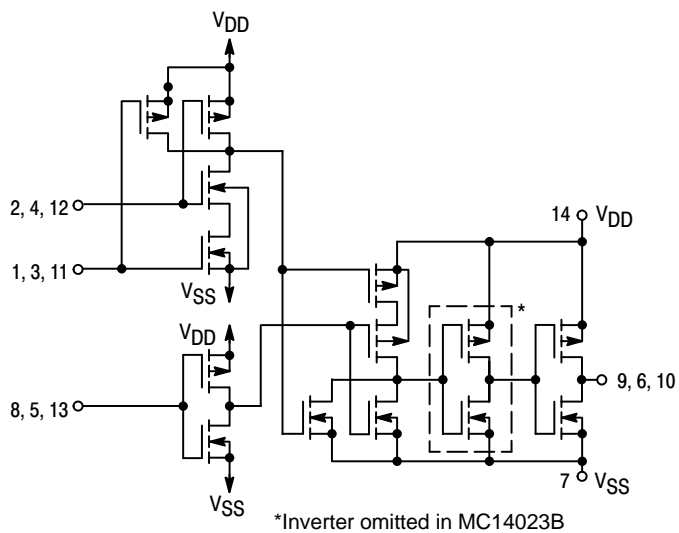 VDD
2, 4, 12
1, 3, 11
VSS
VDD
8, 5, 13
VSS
14 VDD
*
9, 6, 10
7 VSS
*Inverter omitted in MC14023B